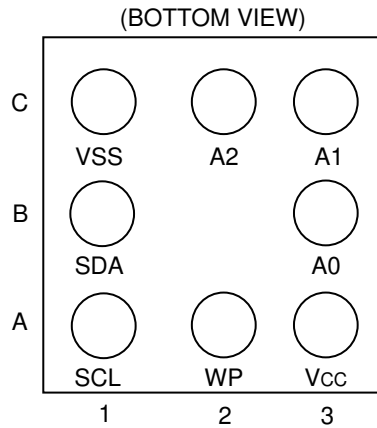 (BOTTOM VIEW)
C
VSS A2 A1
B
SDA A0
A
SCL WP VCC
1 2 3